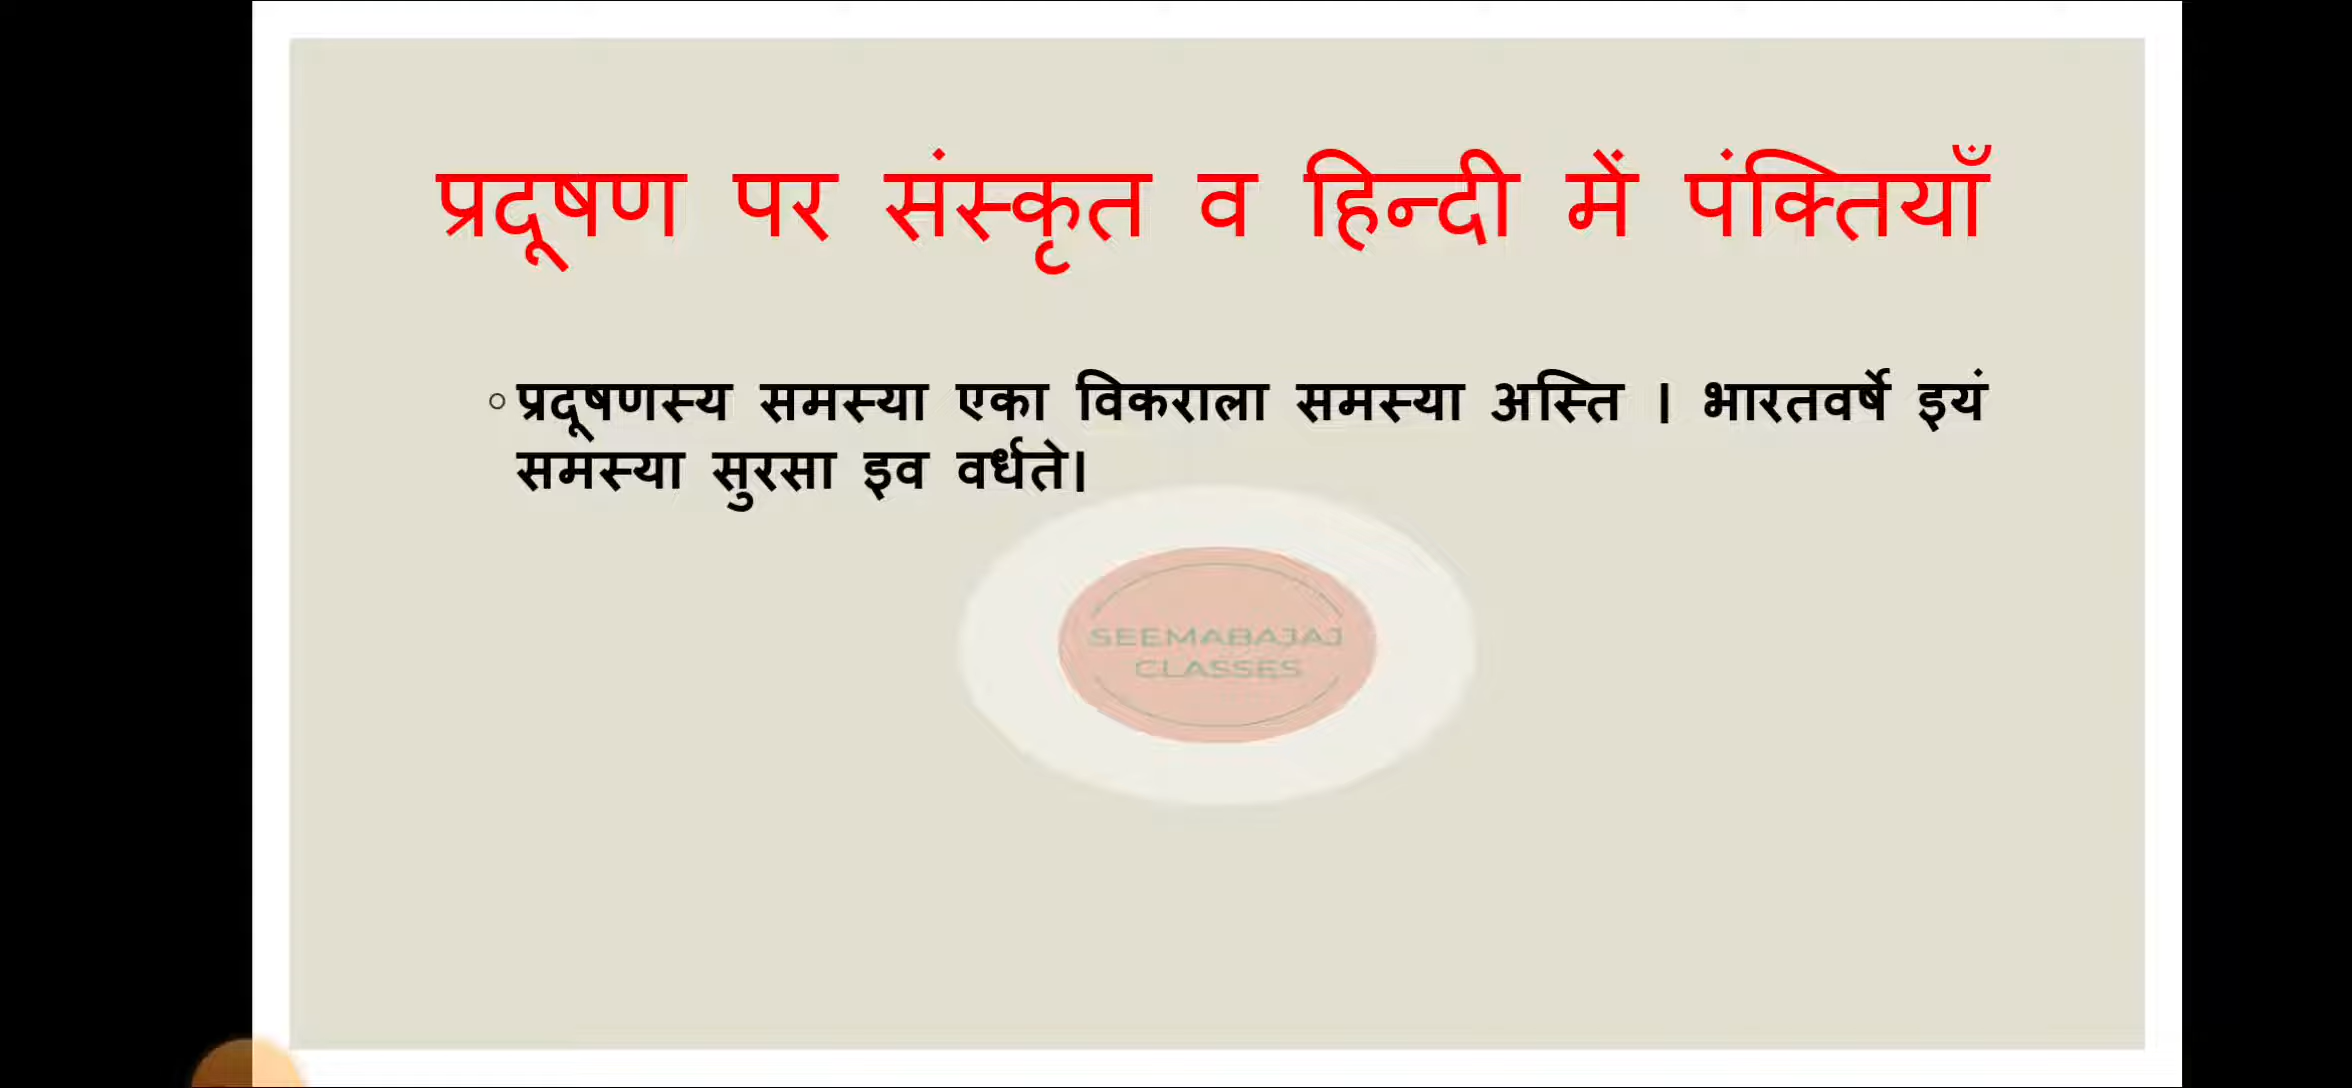 प्रदूषण पर संस्कृत व हिन्दी में पंक्तियाँ
प्रदूषणस्य समस्या एका विकराला समस्या अस्ति । भारतवर्षे इयं
समस्या सुरसा इव वर्धते।
SEEMABAJAJ
CLASSES